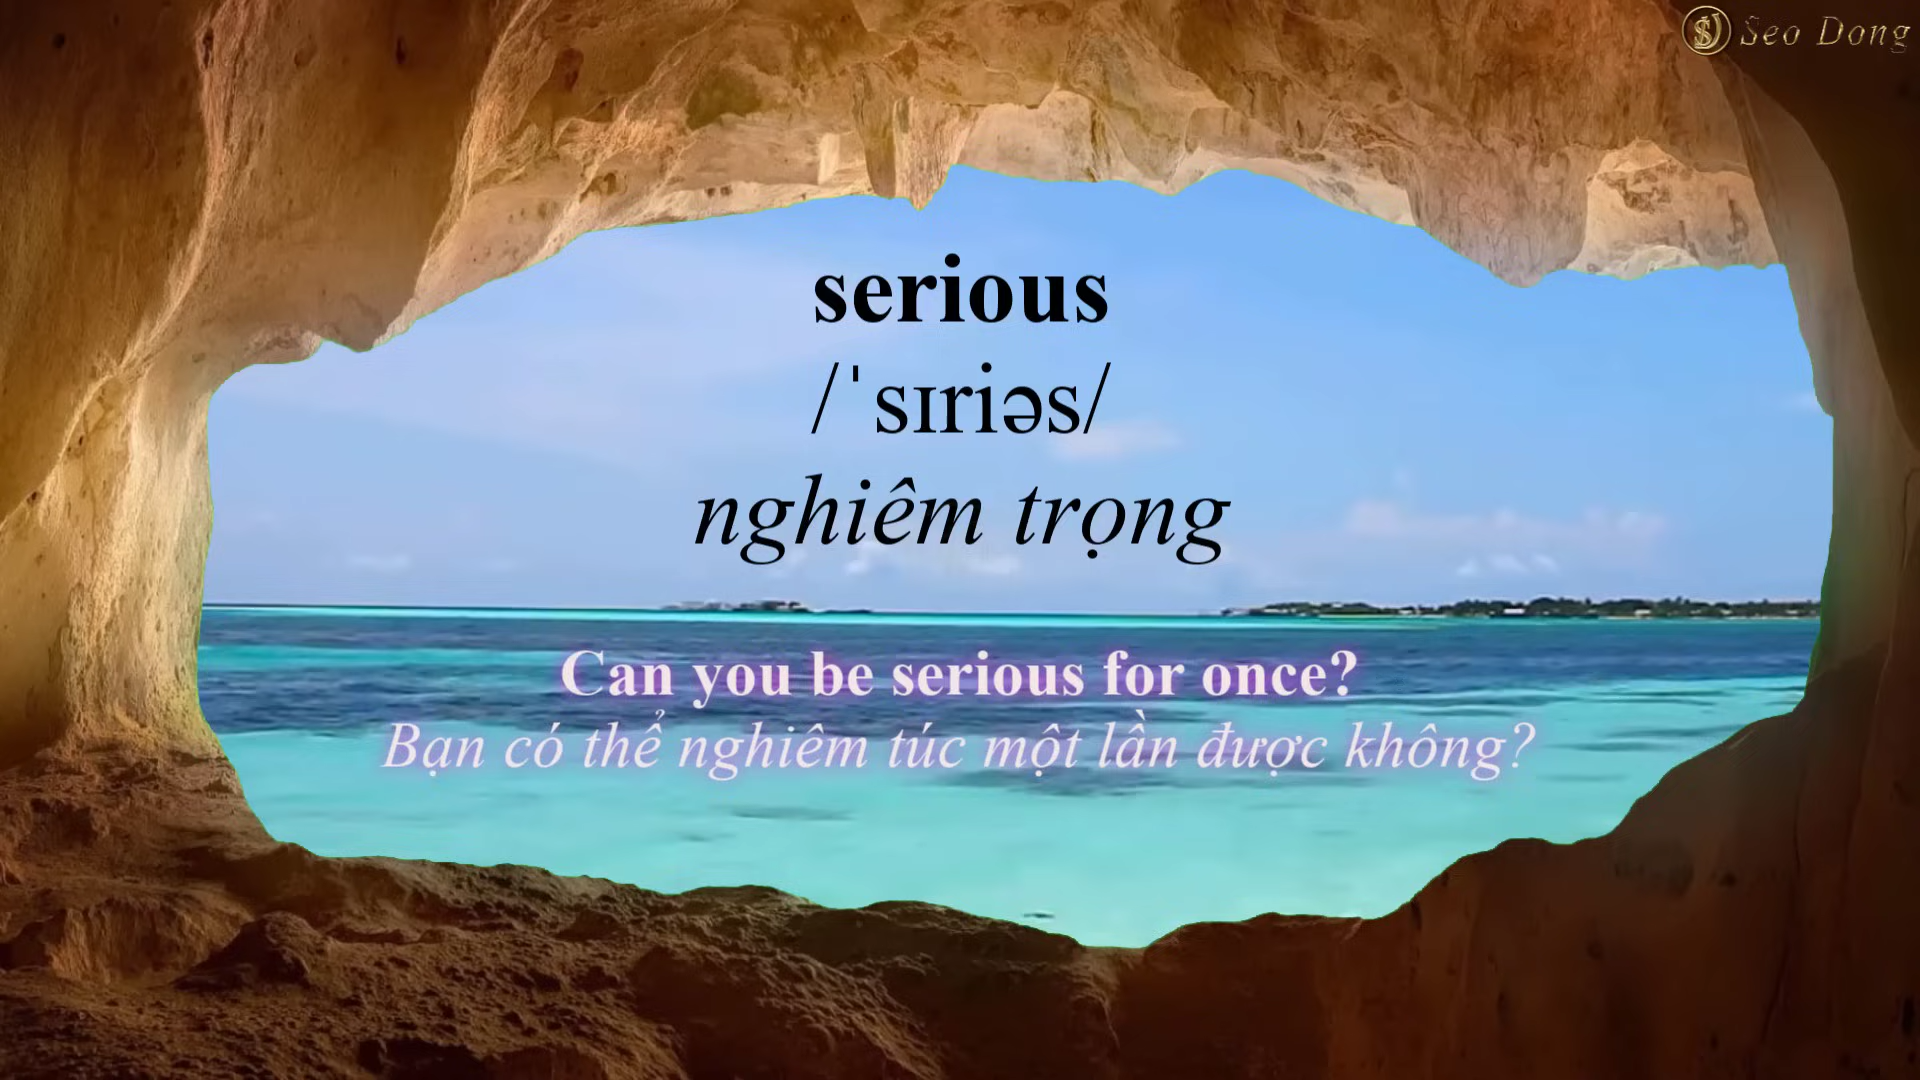 Seo Dong
serious
/ˈsɪriəs/
nghiêm trọng
Can you be serious for once?
Bạn có thể nghiêm túc một lần được không?